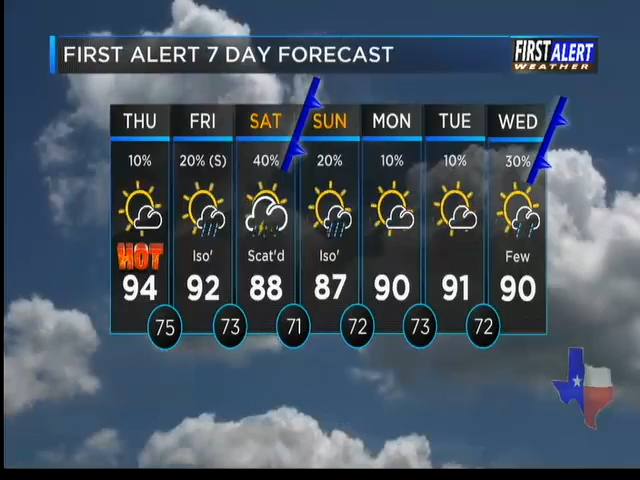 FIRST ALERT 7 DAY FORECAST
FIRST ALERT
WEATHER
THU FRI SAT SUN MON TUE WED
10% 20% (S) 40% 20% 10% 10% 30%
HOT Iso' Scat'd Iso' Few
94 92 88 87 90 91 90
75 73 71 72 73 72